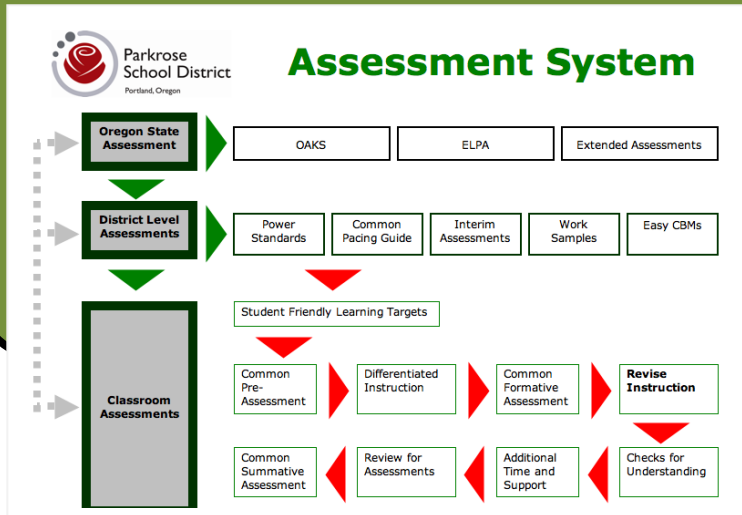 Parkrose
School District
Portland, Oregon
Assessment System
Oregon State
Assessment
OAKS
ELPA
Extended Assessments
District Level
Assessments
Power
Standards
Common
Pacing Guide
Interim
Assessments
Work
Samples
Easy CBMs
Student Friendly Learning Targets
Classroom
Assessments
Common
Pre-
Assessment
Differentiated
Instruction
Common
Formative
Assessment
Revise
Instruction
Common
Summative
Assessment
Review for
Assessments
Additional
Time and
Support
Checks for
Understanding